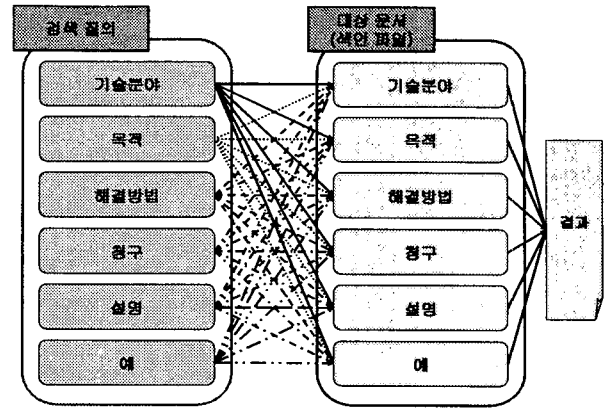 검색 질의
대상 문서
(색인 파일)
기술분야
목적
해결방법
청구
설명
예
기술분야
목적
해결방법
청구
설명
예
결과